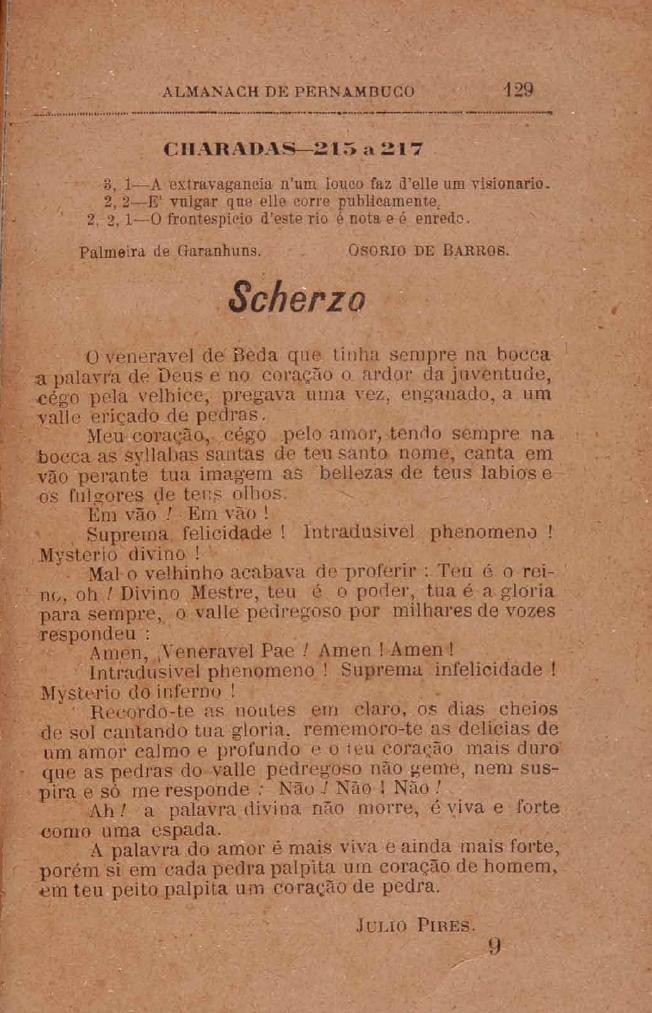 ALMANACH DE PERNAMBUCO 129
CHARADAS—215 a 217
3, 1—A extravagancia n'um louco faz d'elle um visionario.
2, 2—E' vulgar que elle corre publicamente.
2, 2, 1—O frontespicio d'este rio é nota e é enredo.
Palmeira de Garanhuns. OSORIO DE BARROS.
Scherzo
O veneravel de Beda que tinha sempre na bocca
a palavra de Deus e no coração o ardor da juventude,
cégo pela velhice, pregava uma vez, enganado, a um
valle eriçado de pedras.
Meu coração, cégo pelo amor, tendo sempre na
bocca as syllabas santas de teu santo nome, canta em
vão perante tua imagem as bellezas de teus labios e
os fulgores de teus olhos.
Em vão ! Em vão !
Suprema felicidade ! Intradusivel phenomeno !
Mysterio divino !
Mal o velhinho acabava de proferir : Teu é o rei-
no, oh ! Divino Mestre, teu é o poder, tua é a gloria
para sempre, o valle pedregoso por milhares de vozes
respondeu :
Amen, Veneravel Pae ! Amen ! Amen !
Intradusivel phenomeno ! Suprema infelicidade !
Mysterio do inferno !
Recordo-te as noutes em claro, os dias cheios
de sol cantando tua gloria, rememoro-te as delicias de
um amor calmo e profundo e o teu coração mais duro
que as pedras do valle pedregoso não geme, nem sus-
pira e só me responde : Não ! Não ! Não !
Ah ! a palavra divina não morre, é viva e forte
como uma espada.
A palavra do amor é mais viva e ainda mais forte,
porém si em cada pedra palpita um coração de homem,
em teu peito palpita um coração de pedra.
JULIO PIRES.
9